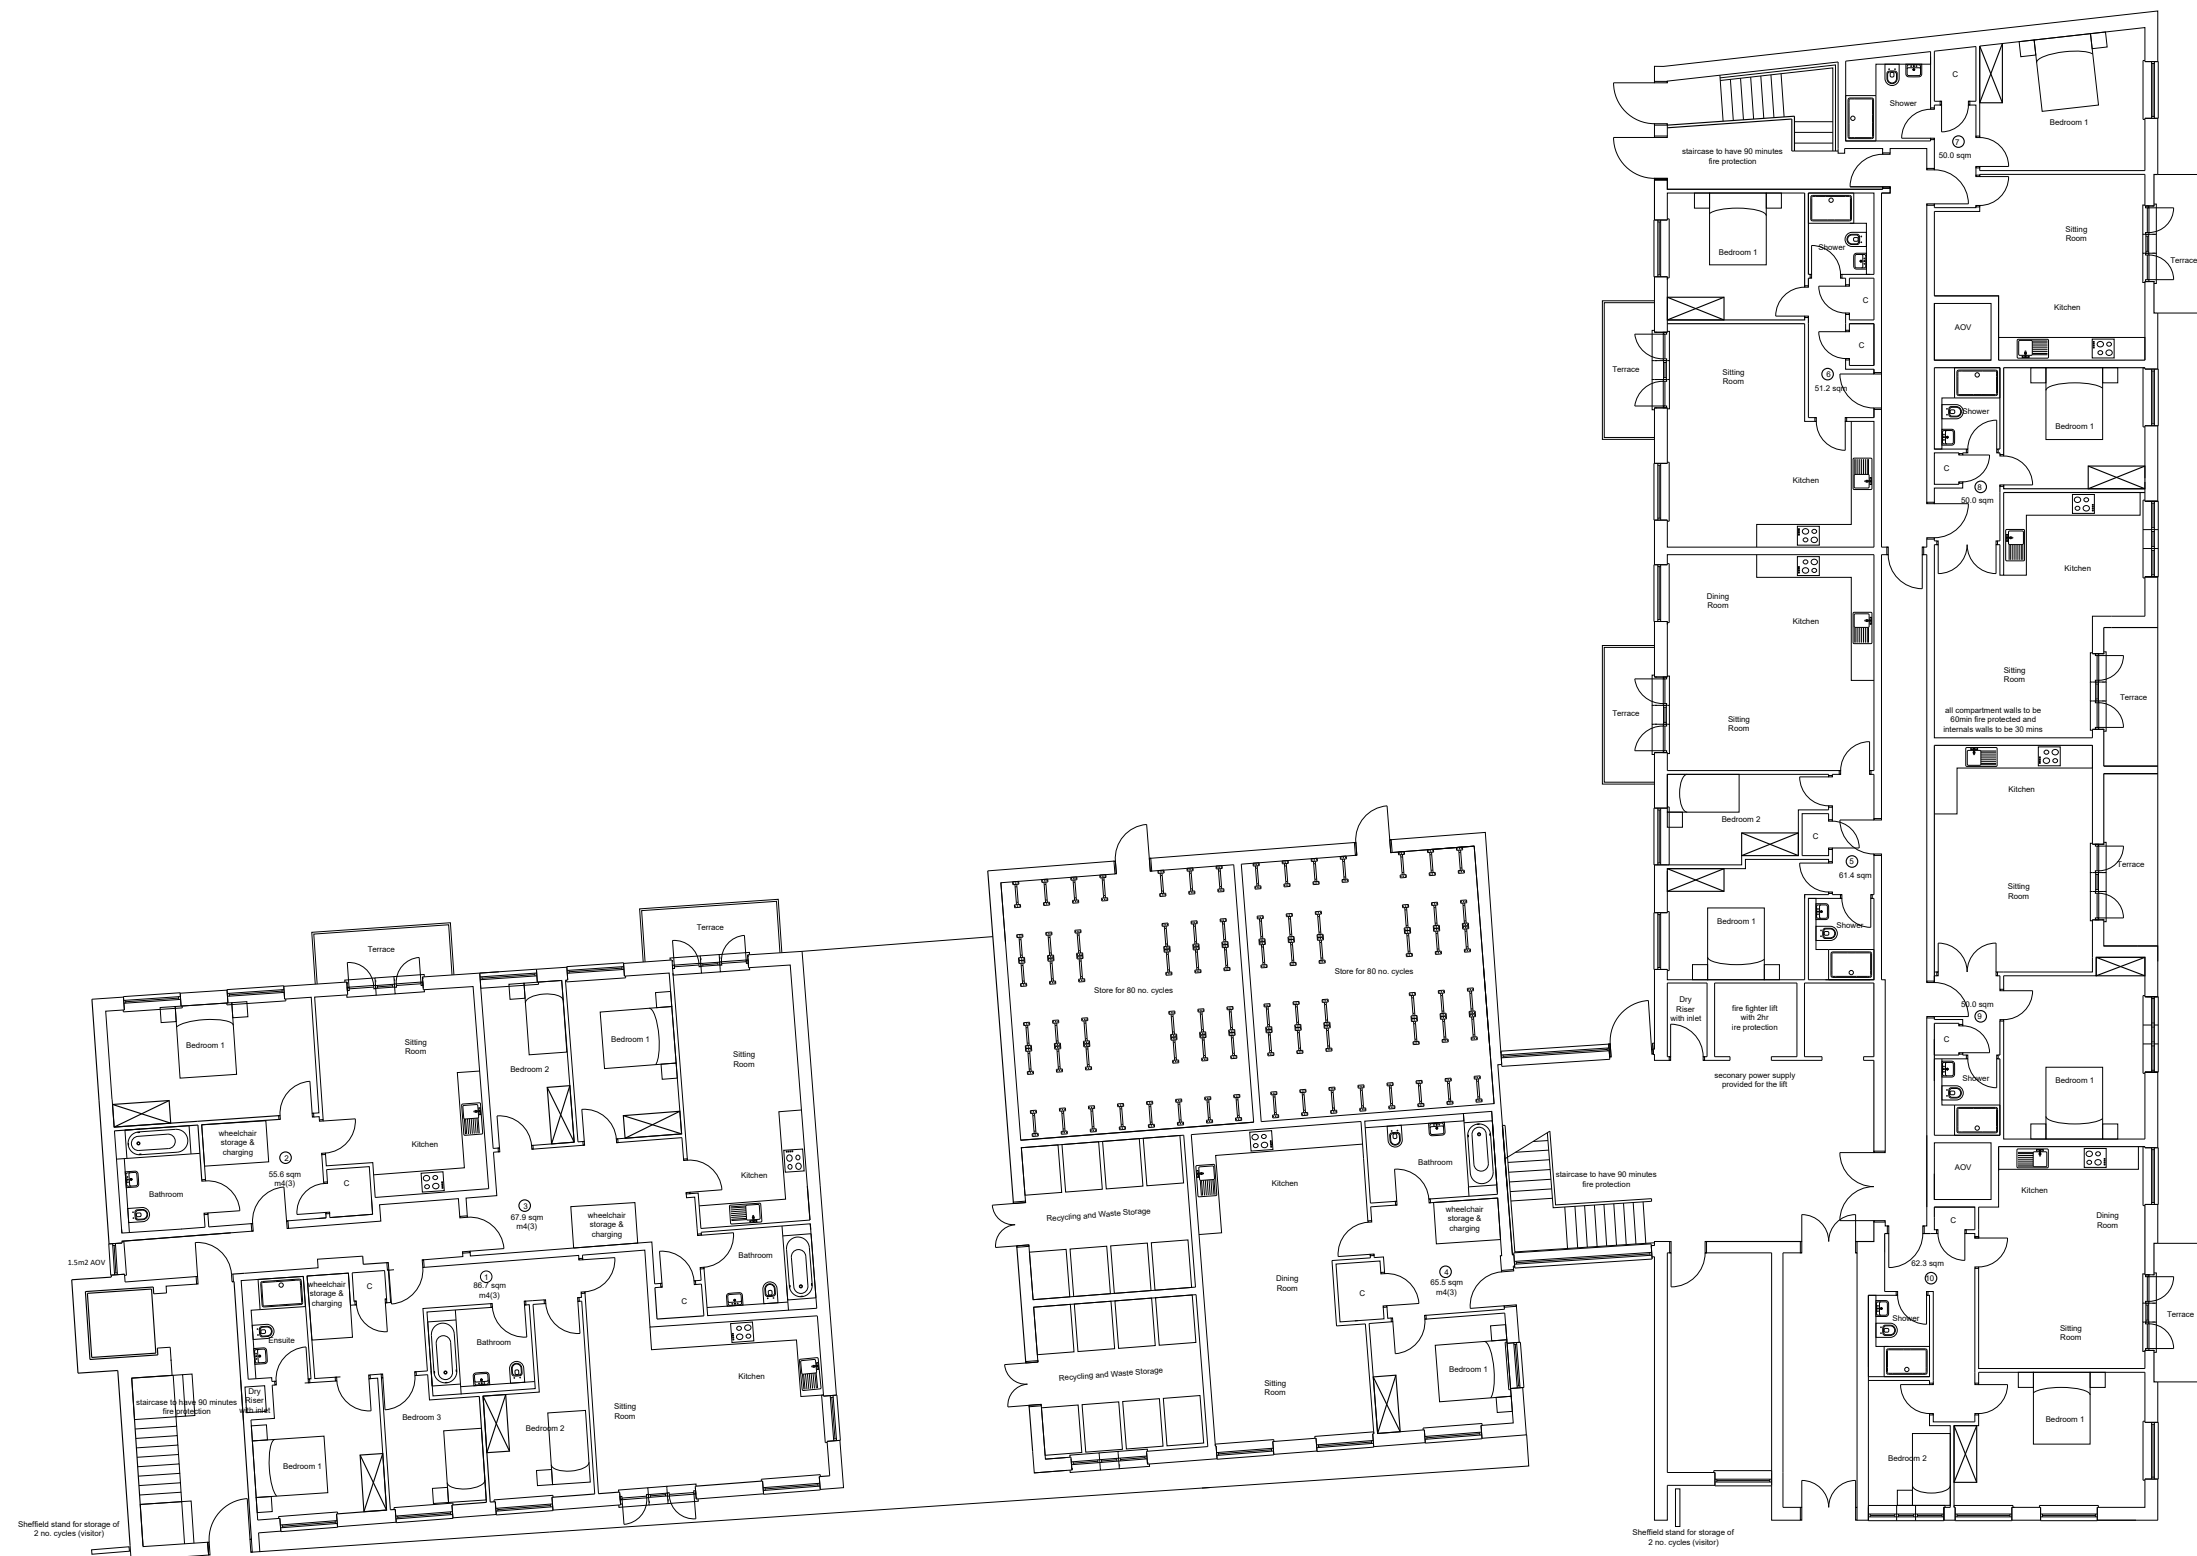 C
Shower
Bedroom 1
7
50.0 sqm
staircase to have 90 minutes
fire protection
Sitting
Room
Terrace
Kitchen
AOV
Bedroom 1
Shower
C
C
6
51.2 sqm
Sitting
Room
Terrace
Kitchen
Shower
Bedroom 1
C
8
50.0 sqm
Kitchen
Sitting
Room
Terrace
all compartment walls to be
60min fire protected and
internals walls to be 30 mins
Dining
Room
Kitchen
Sitting
Room
Terrace
Bedroom 2
C
5
61.4 sqm
Bedroom 1
Shower
Kitchen
Sitting
Room
Terrace
50.0 sqm
9
C
Shower
Bedroom 1
Dry
Riser
with inlet
fire fighter lift
with 2hr
ire protection
seconary power supply
provided for the lift
AOV
C
Kitchen
Dining
Room
62.3 sqm
10
Shower
Sitting
Room
Terrace
Bedroom 1
Bedroom 2
Sheffield stand for storage of
2 no. cycles (visitor)
Store for 80 no. cycles
Store for 80 no. cycles
staircase to have 90 minutes
fire protection
Bathroom
Kitchen
wheelchair
storage &
charging
Recycling and Waste Storage
Dining
Room
4
65.5 sqm
m4(3)
C
Recycling and Waste Storage
Sitting
Room
Bedroom 1
Terrace
Terrace
Bedroom 1
Sitting
Room
Bedroom 2
Bedroom 1
Sitting
Room
wheelchair
storage &
charging
2
55.6 sqm
m4(3)
Kitchen
C
Bathroom
Kitchen
3
67.9 sqm
m4(3)
wheelchair
storage &
charging
Bathroom
C
1.5m2 AOV
1
86.7 sqm
m4(3)
wheelchair
storage &
charging
C
Ensuite
Bathroom
Kitchen
Dry
Riser
with inlet
staircase to have 90 minutes
fire protection
Bedroom 3
Bedroom 2
Sitting
Room
Bedroom 1
Sheffield stand for storage of
2 no. cycles (visitor)